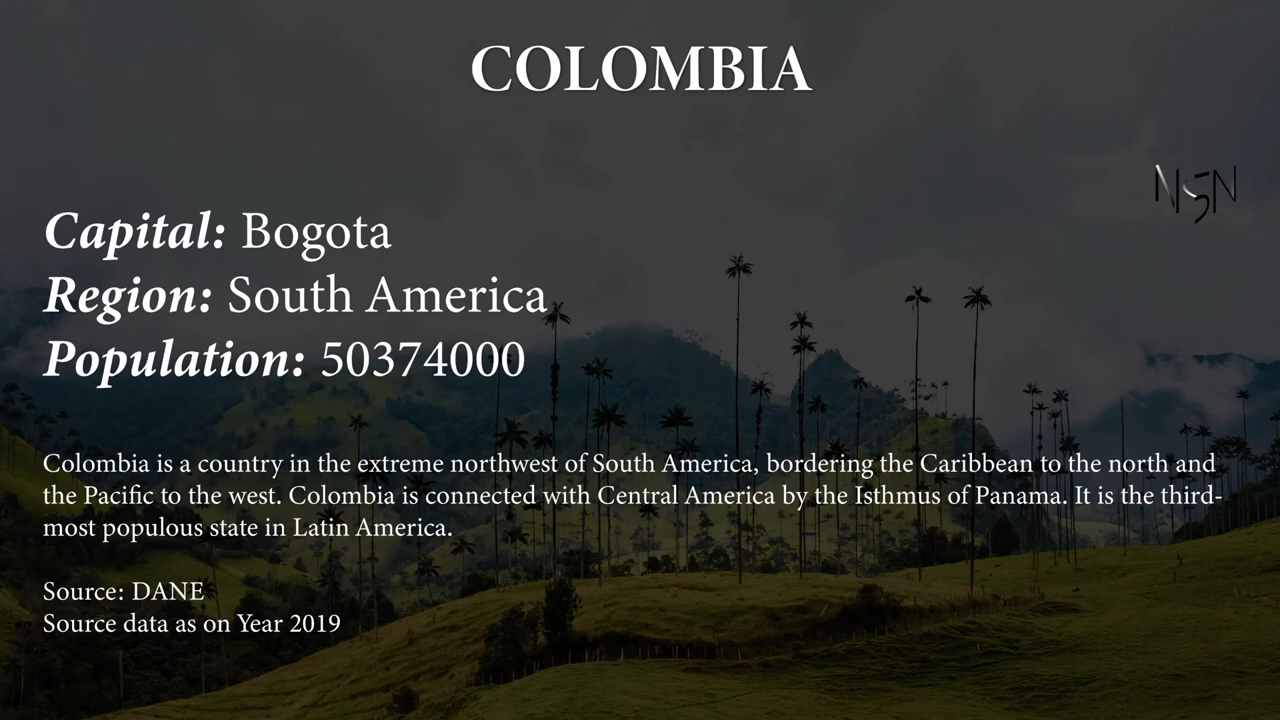 COLOMBIA
NSN
Capital: Bogota
Region: South America
Population: 50374000
Colombia is a country in the extreme northwest of South America, bordering the Caribbean to the north and
the Pacific to the west. Colombia is connected with Central America by the Isthmus of Panama. It is the third-
most populous state in Latin America.
Source: DANE
Source data as on Year 2019